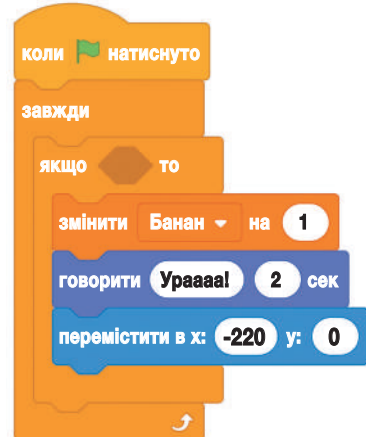 коли натиснуто
завжди
якщо то
змінити Банан на 1
говорити Ураааа! 2 сек
перемістити в х: -220 у: 0